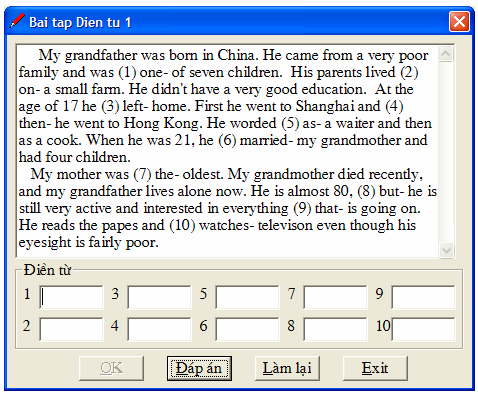 Bai tap Dien tu 1
My grandfather was born in China. He came from a very poor
family and was (1) one- of seven children. His parents lived (2)
on- a small farm. He didn't have a very good education. At the
age of 17 he (3) left- home. First he went to Shanghai and (4)
then- he went to Hong Kong. He worded (5) as- a waiter and then
as a cook. When he was 21, he (6) married- my grandmother and
had four children.
My mother was (7) the- oldest. My grandmother died recently,
and my grandfather lives alone now. He is almost 80, (8) but- he is
still very active and interested in everything (9) that- is going on.
He reads the papes and (10) watches- televison even though his
eyesight is fairly poor.
Điền từ
1 3 5 7 9
2 4 6 8 10
OK Đáp án Làm lại Exit